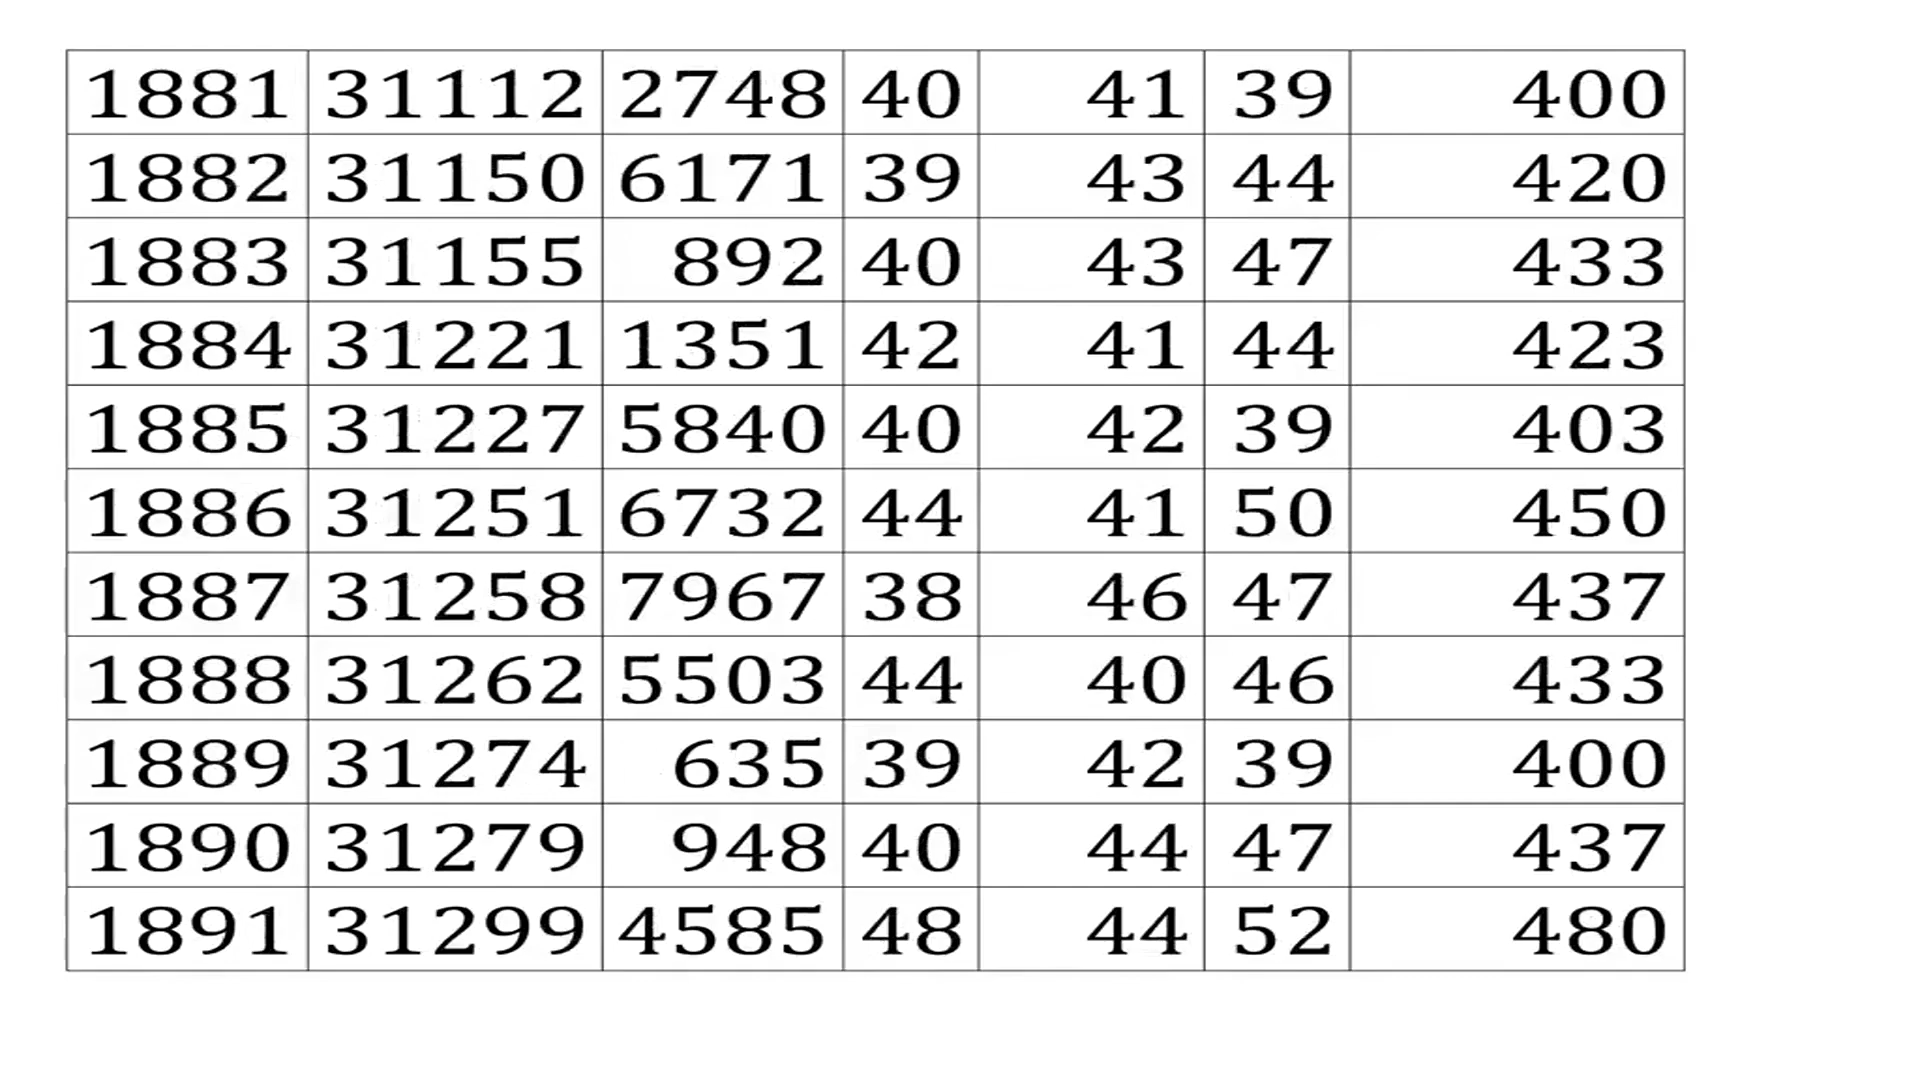 1881 31112 2748 40 41 39 400
1882 31150 6171 39 43 44 420
1883 31155 892 40 43 47 433
1884 31221 1351 42 41 44 423
1885 31227 5840 40 42 39 403
1886 31251 6732 44 41 50 450
1887 31258 7967 38 46 47 437
1888 31262 5503 44 40 46 433
1889 31274 635 39 42 39 400
1890 31279 948 40 44 47 437
1891 31299 4585 48 44 52 480